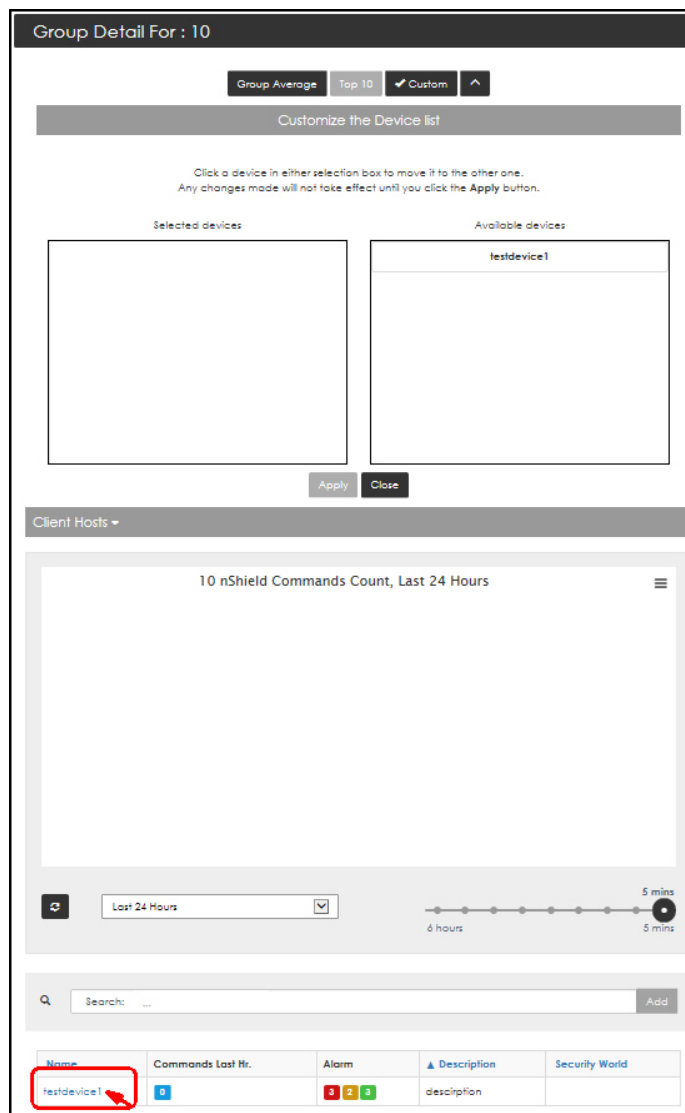 Group Detail For : 10
Group Average Top 10 Custom
Customize the Device list
Click a device in either selection box to move it to the other one.
Any changes made will not take effect until you click the Apply button.
Selected devices Available devices
testdevice1
Apply Close
Client Hosts
10 nShield Commands Count, Last 24 Hours
5 mins
Last 24 Hours
6 hours 5 mins
Search: ...
Add
Name Commands Last Hr. Alarm ▲ Description Security World
testdevice1 0 3 2 3 descirption